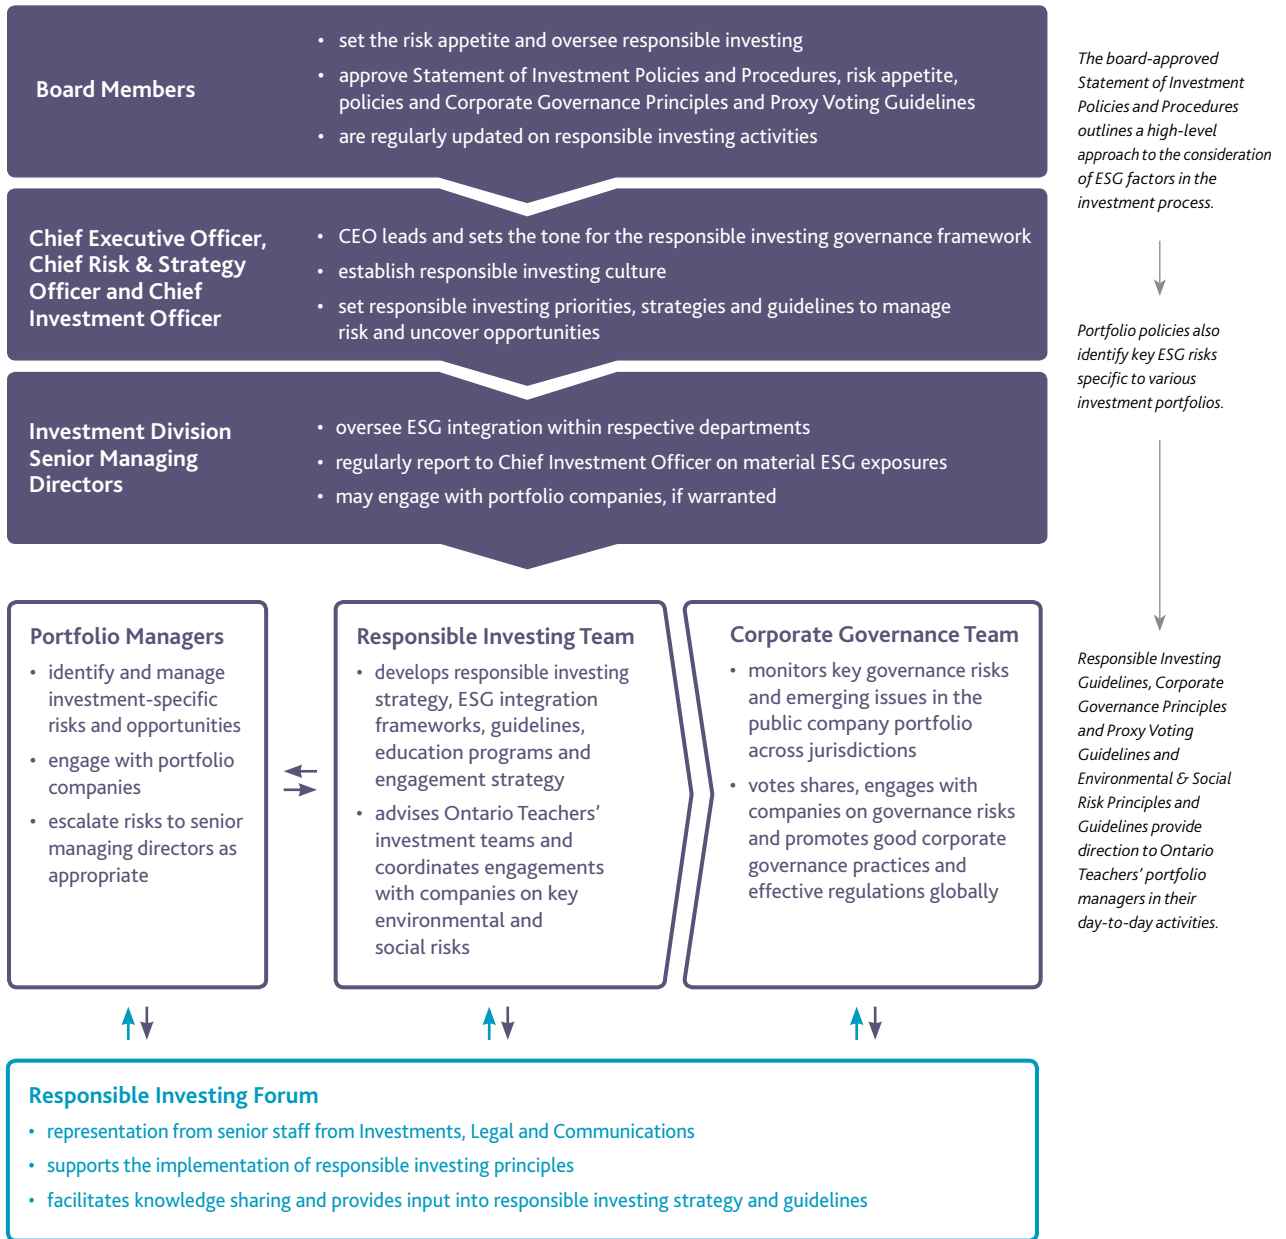 Board Members
• set the risk appetite and oversee responsible investing
• approve Statement of Investment Policies and Procedures, risk appetite,
policies and Corporate Governance Principles and Proxy Voting Guidelines
• are regularly updated on responsible investing activities
Chief Executive Officer,
Chief Risk & Strategy
Officer and Chief
Investment Officer
• CEO leads and sets the tone for the responsible investing governance framework
• establish responsible investing culture
• set responsible investing priorities, strategies and guidelines to manage
risk and uncover opportunities
Investment Division
Senior Managing
Directors
• oversee ESG integration within respective departments
• regularly report to Chief Investment Officer on material ESG exposures
• may engage with portfolio companies, if warranted
Portfolio Managers
• identify and manage
investment-specific
risks and opportunities
• engage with portfolio
companies
• escalate risks to senior
managing directors as
appropriate
Responsible Investing Team
• develops responsible investing
strategy, ESG integration
frameworks, guidelines,
education programs and
engagement strategy
• advises Ontario Teachers’
investment teams and
coordinates engagements
with companies on key
environmental and
social risks
Corporate Governance Team
• monitors key governance risks
and emerging issues in the
public company portfolio
across jurisdictions
• votes shares, engages with
companies on governance risks
and promotes good corporate
governance practices and
effective regulations globally
Responsible Investing Forum
• representation from senior staff from Investments, Legal and Communications
• supports the implementation of responsible investing principles
• facilitates knowledge sharing and provides input into responsible investing strategy and guidelines
The board-approved
Statement of Investment
Policies and Procedures
outlines a high-level
approach to the consideration
of ESG factors in the
investment process.
Portfolio policies also
identify key ESG risks
specific to various
investment portfolios.
Responsible Investing
Guidelines, Corporate
Governance Principles
and Proxy Voting
Guidelines and
Environmental & Social
Risk Principles and
Guidelines provide
direction to Ontario
Teachers’ portfolio
managers in their
day-to-day activities.